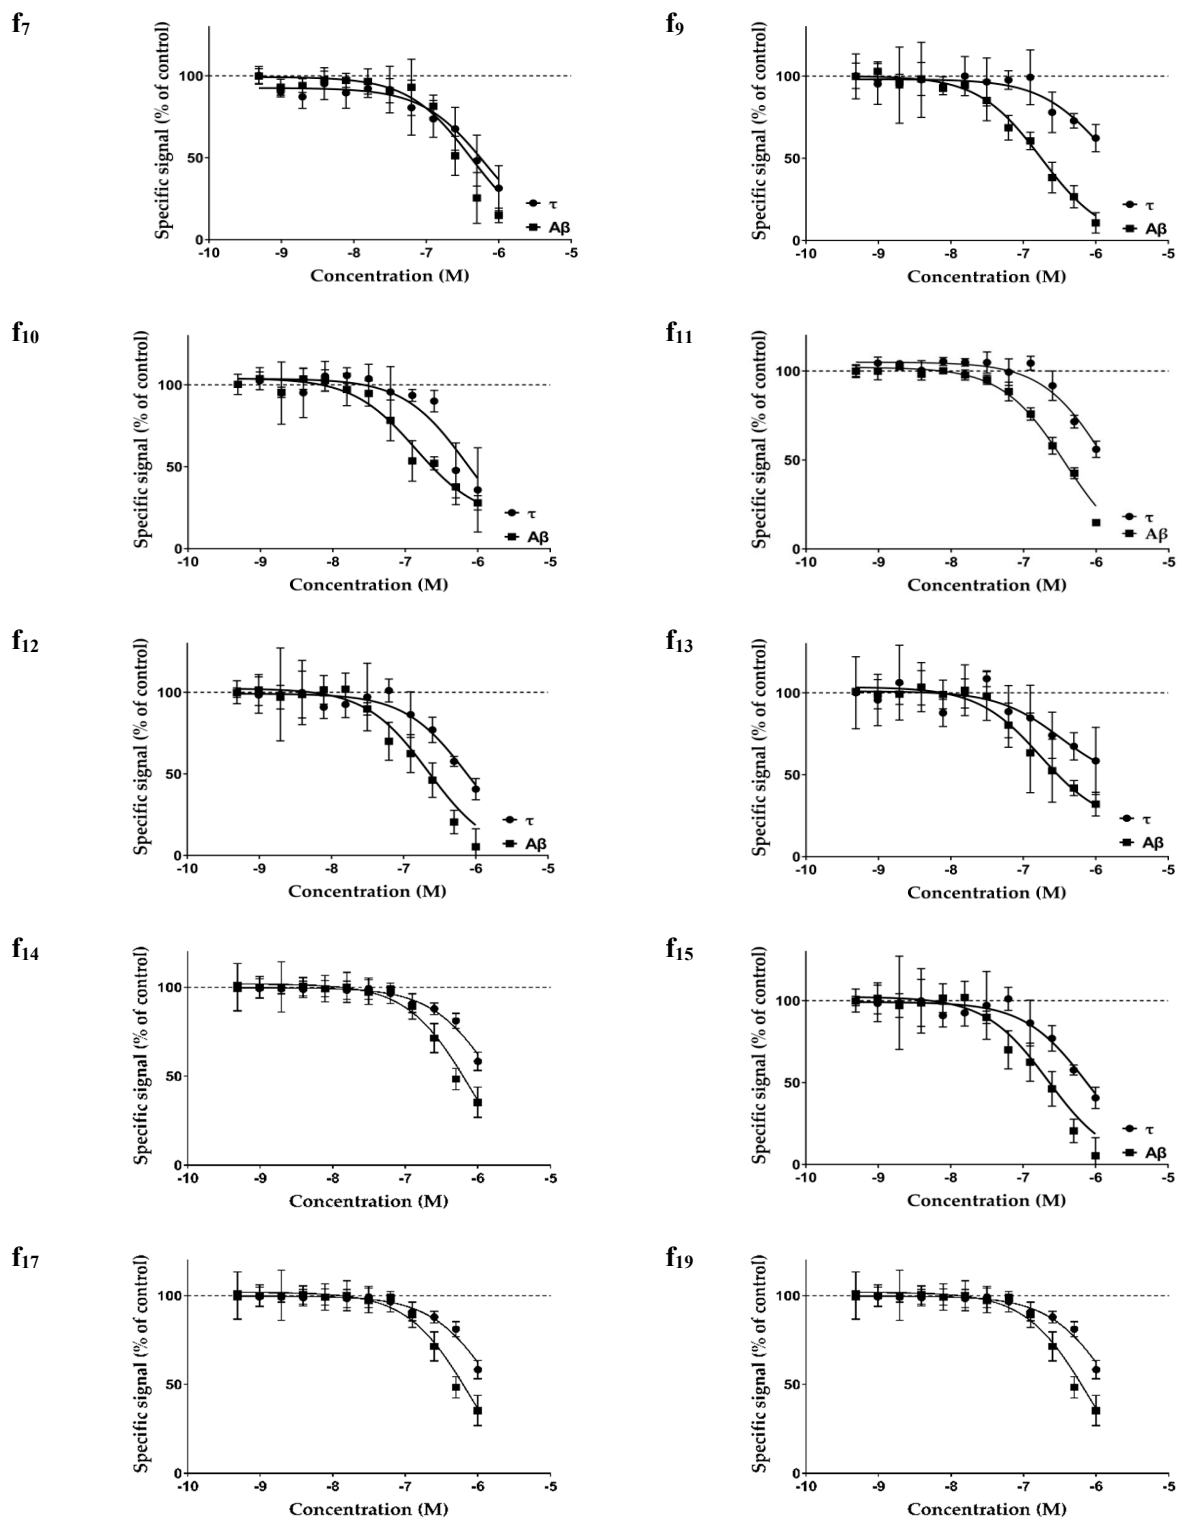 f7
Specific signal (% of control)
100
50
0
-10 -9 -8 -7 -6 -5
Concentration (M)
τ
Aβ
f9
Specific signal (% of control)
100
50
0
-10 -9 -8 -7 -6 -5
Concentration (M)
τ
Aβ
f10
Specific signal (% of control)
100
50
0
-10 -9 -8 -7 -6 -5
Concentration (M)
τ
Aβ
f11
Specific signal (% of control)
100
50
0
-10 -9 -8 -7 -6 -5
Concentration (M)
τ
Aβ
f12
Specific signal (% of control)
100
50
0
-10 -9 -8 -7 -6 -5
Concentration (M)
τ
Aβ
f13
Specific signal (% of control)
100
50
0
-10 -9 -8 -7 -6 -5
Concentration (M)
τ
Aβ
f14
Specific signal (% of control)
100
50
0
-10 -9 -8 -7 -6 -5
Concentration (M)
f15
Specific signal (% of control)
100
50
0
-10 -9 -8 -7 -6 -5
Concentration (M)
τ
Aβ
f17
Specific signal (% of control)
100
50
0
-10 -9 -8 -7 -6 -5
Concentration (M)
f19
Specific signal (% of control)
100
50
0
-10 -9 -8 -7 -6 -5
Concentration (M)